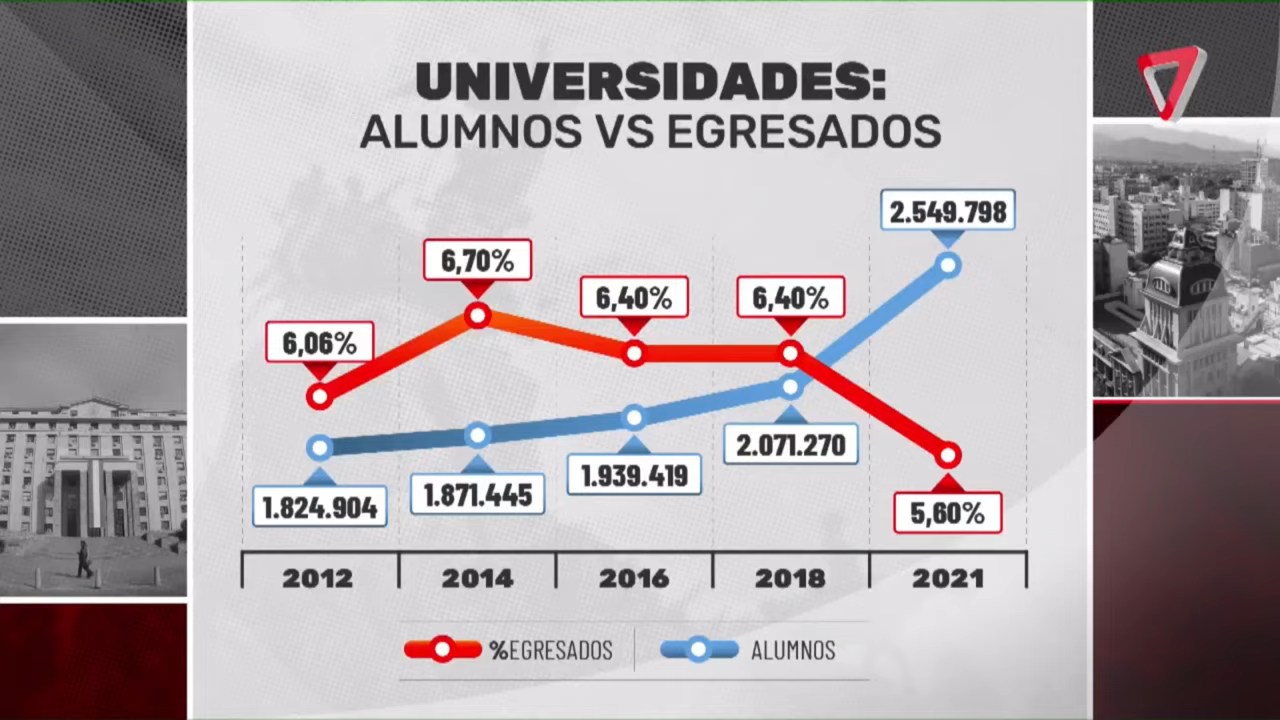 UNIVERSIDADES:
ALUMNOS VS EGRESADOS
2.549.798
6,70%
6,40%
6,40%
6,06%
2.071.270
1.939.419
1.871.445
1.824.904
5,60%
2012 2014 2016 2018 2021
%EGRESADOS ALUMNOS